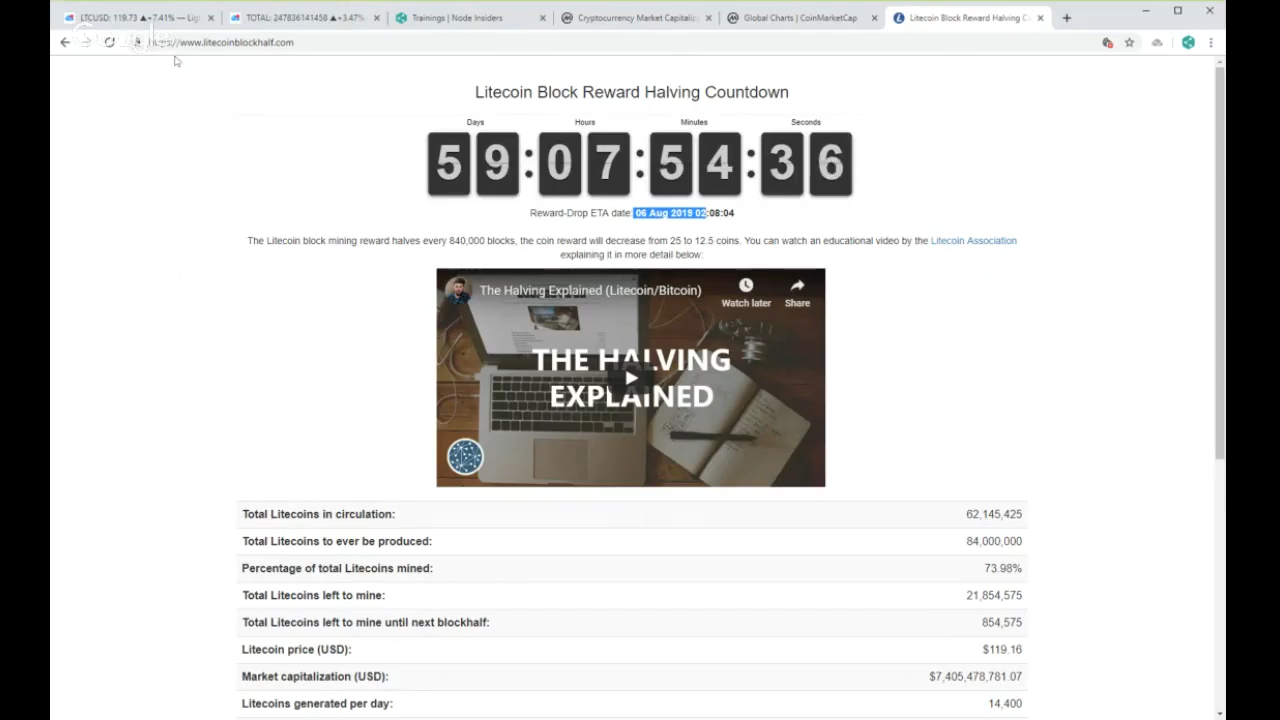 LTCUSD: 119.73 ▲+7.41% — Lig
TOTAL: 247836141458 ▲+3.47%
Trainings | Node Insiders
Cryptocurrency Market Capitaliz
Global Charts | CoinMarketCap
Litecoin Block Reward Halving C
https://www.litecoinblockhalf.com
Google
Litecoin Block Reward Halving Countdown
Days Hours Minutes Seconds
59:07:54:36
Reward-Drop ETA date: 06 Aug 2019 02:08:04
The Litecoin block mining reward halves every 840,000 blocks, the coin reward will decrease from 25 to 12.5 coins. You can watch an educational video by the Litecoin Association
explaining it in more detail below:
The Halving Explained (Litecoin/Bitcoin)
Watch later
Share
THE HALVING
EXPLAINED
Total Litecoins in circulation: 62,145,425
Total Litecoins to ever be produced: 84,000,000
Percentage of total Litecoins mined: 73.98%
Total Litecoins left to mine: 21,854,575
Total Litecoins left to mine until next blockhalf: 854,575
Litecoin price (USD): $119.16
Market capitalization (USD): $7,405,478,781.07
Litecoins generated per day: 14,400